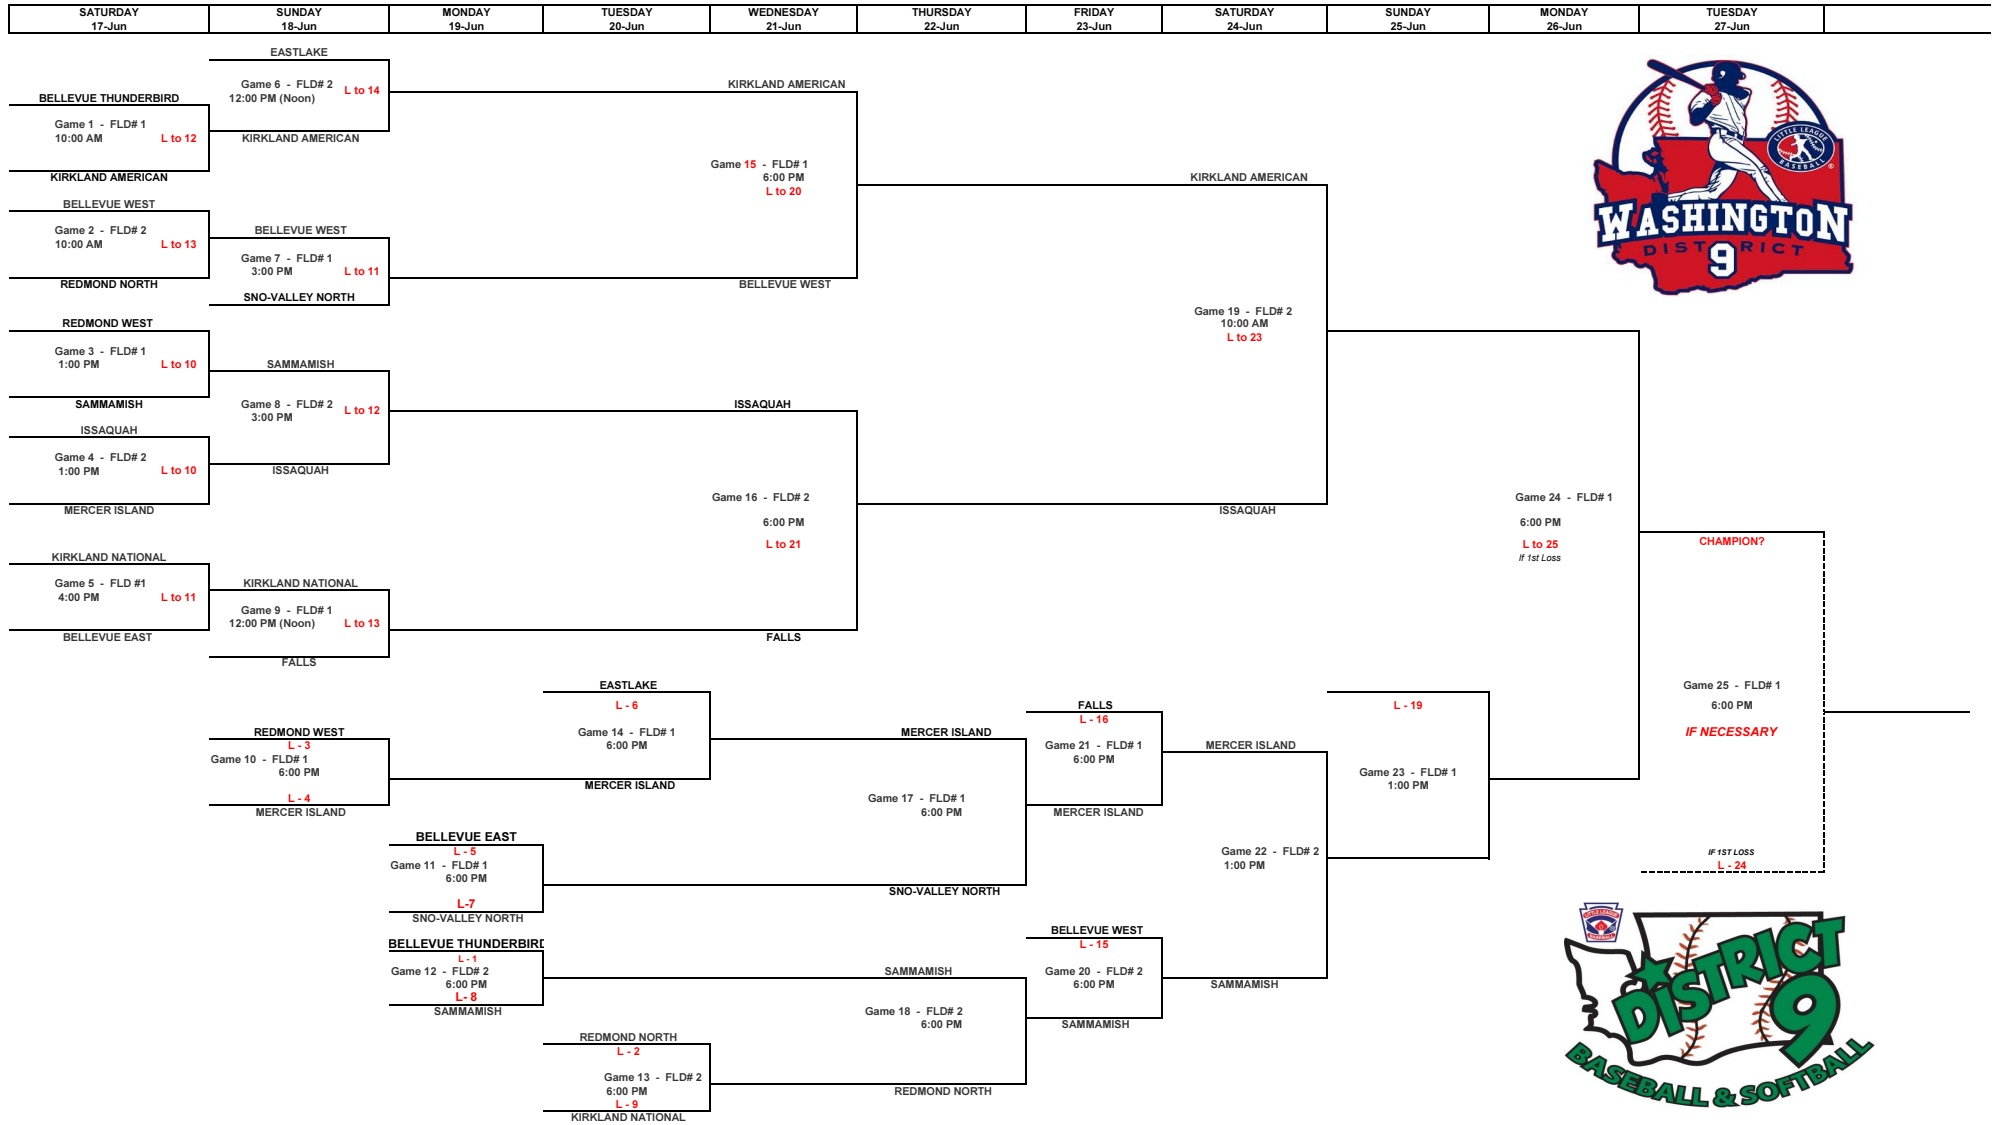 SATURDAY SUNDAY MONDAY TUESDAY WEDNESDAY THURSDAY FRIDAY SATURDAY SUNDAY MONDAY TUESDAY
17-Jun 18-Jun 19-Jun 20-Jun 21-Jun 22-Jun 23-Jun 24-Jun 25-Jun 26-Jun 27-Jun
BELLEVUE THUNDERBIRD
Game 1 - FLD# 1
10:00 AM L to 12
KIRKLAND AMERICAN
BELLEVUE WEST
Game 2 - FLD# 2
10:00 AM L to 13
REDMOND NORTH
REDMOND WEST
Game 3 - FLD# 1
1:00 PM L to 10
SAMMAMISH
ISSAQUAH
Game 4 - FLD# 2
1:00 PM L to 10
MERCER ISLAND
KIRKLAND NATIONAL
Game 5 - FLD #1
4:00 PM L to 11
BELLEVUE EAST
EASTLAKE
Game 6 - FLD# 2
12:00 PM (Noon) L to 14
KIRKLAND AMERICAN
BELLEVUE WEST
Game 7 - FLD# 1
3:00 PM L to 11
SNO-VALLEY NORTH
SAMMAMISH
Game 8 - FLD# 2
3:00 PM L to 12
ISSAQUAH
KIRKLAND NATIONAL
Game 9 - FLD# 1
12:00 PM (Noon) L to 13
FALLS
REDMOND WEST
L - 3
Game 10 - FLD# 1
6:00 PM
L - 4
MERCER ISLAND
BELLEVUE EAST
L - 5
Game 11 - FLD# 1
6:00 PM
L-7
SNO-VALLEY NORTH
BELLEVUE THUNDERBIRD
L - 1
Game 12 - FLD# 2
6:00 PM
L- 8
SAMMAMISH
EASTLAKE
L - 6
Game 14 - FLD# 1
6:00 PM
MERCER ISLAND
REDMOND NORTH
L - 2
Game 13 - FLD# 2
6:00 PM
L - 9
KIRKLAND NATIONAL
KIRKLAND AMERICAN
Game 15 - FLD# 1
6:00 PM
L to 20
BELLEVUE WEST
ISSAQUAH
Game 16 - FLD# 2
6:00 PM
L to 21
FALLS
MERCER ISLAND
Game 17 - FLD# 1
6:00 PM
SNO-VALLEY NORTH
SAMMAMISH
Game 18 - FLD# 2
6:00 PM
REDMOND NORTH
FALLS
L - 16
Game 21 - FLD# 1
6:00 PM
MERCER ISLAND
BELLEVUE WEST
L - 15
Game 20 - FLD# 2
6:00 PM
SAMMAMISH
KIRKLAND AMERICAN
Game 19 - FLD# 2
10:00 AM
L to 23
ISSAQUAH
MERCER ISLAND
Game 22 - FLD# 2
1:00 PM
SAMMAMISH
L - 19
Game 23 - FLD# 1
1:00 PM
Game 24 - FLD# 1
6:00 PM
L to 25
If 1st Loss
CHAMPION?
Game 25 - FLD# 1
6:00 PM
IF NECESSARY
IF 1ST LOSS
L - 24
LITTLE LEAGUE
BASEBALL
WASHINGTON
DISTRICT
9
LITTLE LEAGUE
BASEBALL
DISTRICT
9
BASEBALL & SOFTBALL